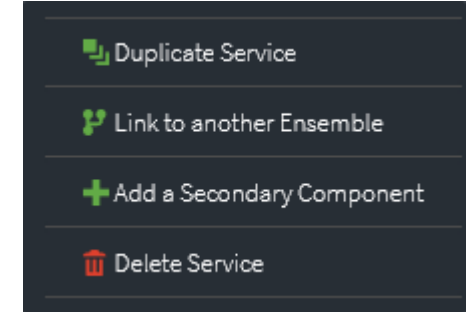 Duplicate Service
Link to another Ensemble
Add a Secondary Component
Delete Service